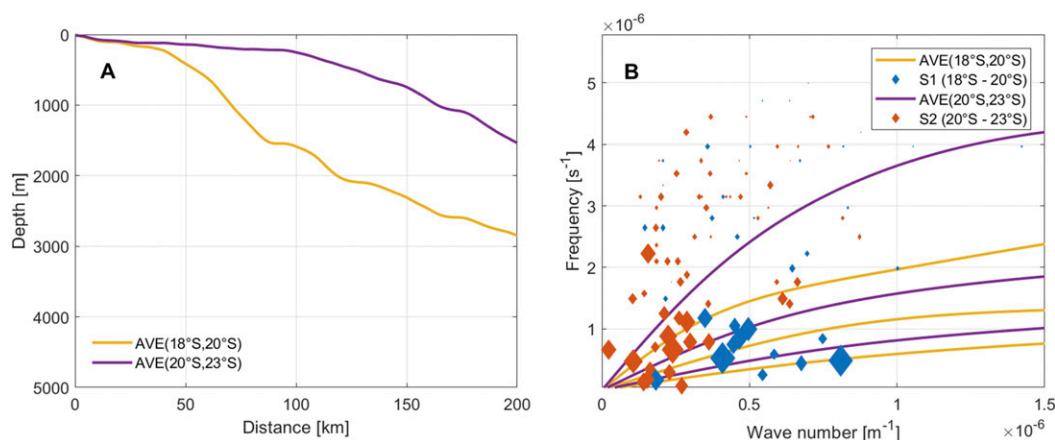 A
0
1000
2000
3000
4000
5000
Depth [m]
AVE(18°S,20°S)
AVE(20°S,23°S)
0 50 100 150 200
Distance [km]
×10⁻⁶
B
5
4
3
2
1
0
Frequency [s⁻¹]
AVE(18°S,20°S)
S1 (18°S - 20°S)
AVE(20°S,23°S)
S2 (20°S - 23°S)
0 0.5 1 1.5
Wave number [m⁻¹] ×10⁻⁶